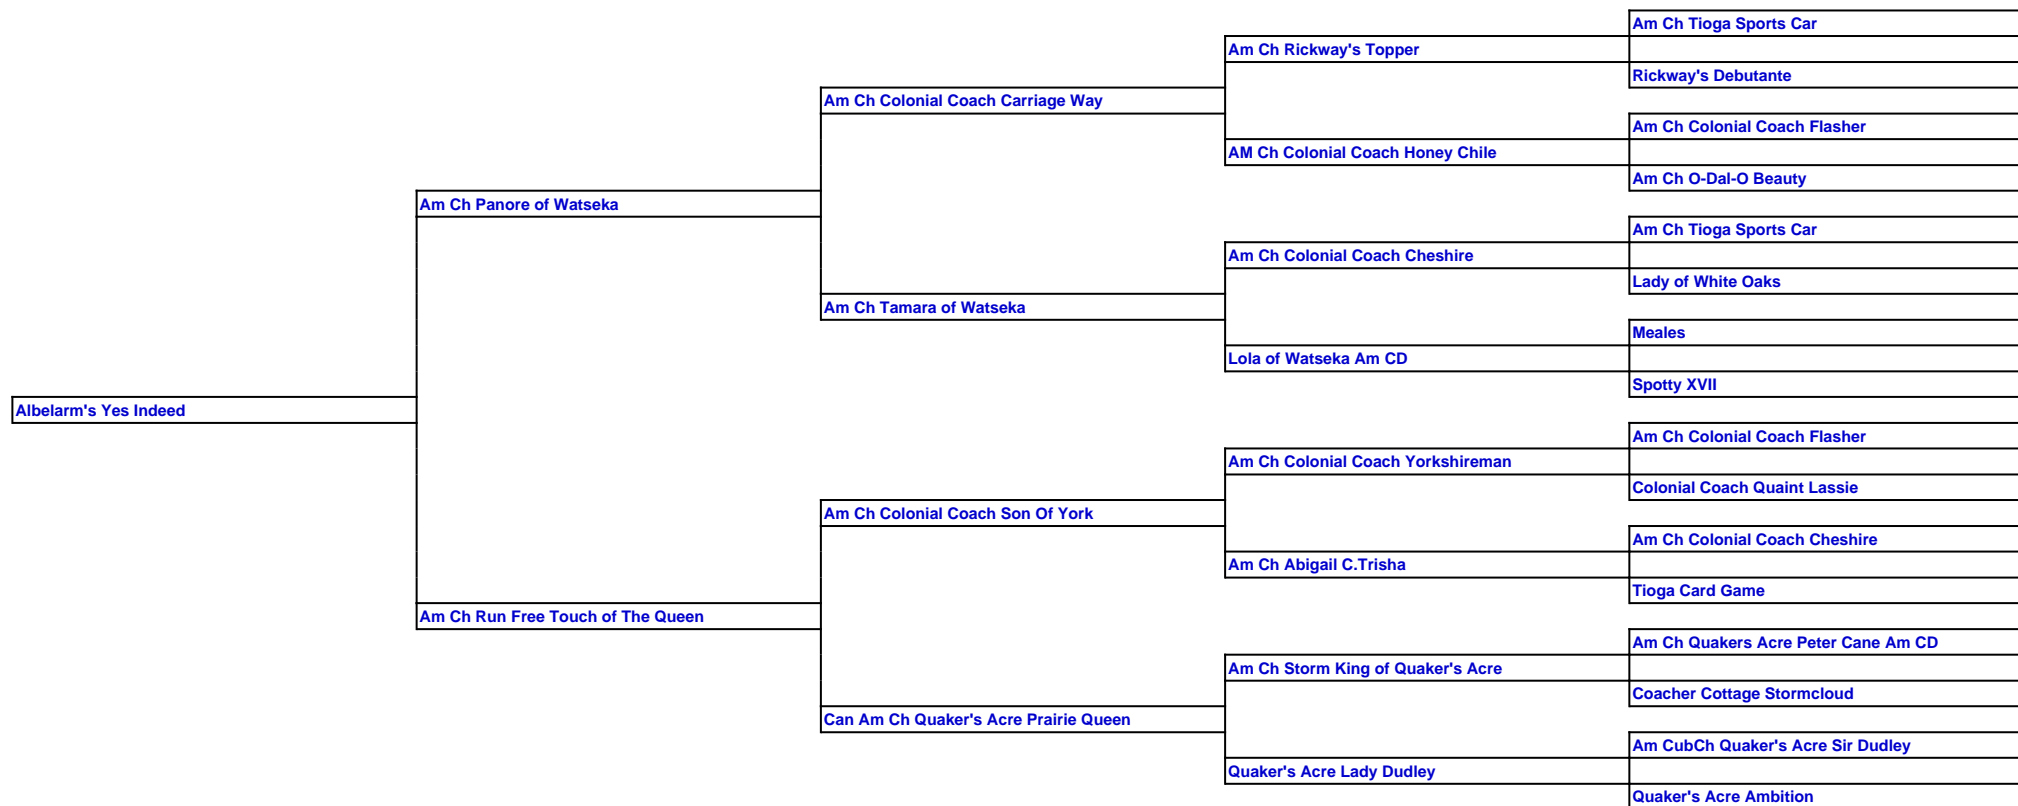 Am Ch Tioga Sports Car
Am Ch Rickway's Topper
Rickway's Debutante
Am Ch Colonial Coach Carriage Way
Am Ch Colonial Coach Flasher
AM Ch Colonial Coach Honey Chile
Am Ch O-Dal-O Beauty
Am Ch Panore of Watseka
Am Ch Tioga Sports Car
Am Ch Colonial Coach Cheshire
Lady of White Oaks
Am Ch Tamara of Watseka
Meales
Lola of Watseka Am CD
Spotty XVII
Albelarm's Yes Indeed
Am Ch Colonial Coach Flasher
Am Ch Colonial Coach Yorkshireman
Colonial Coach Quaint Lassie
Am Ch Colonial Coach Son Of York
Am Ch Colonial Coach Cheshire
Am Ch Abigail C.Trisha
Tioga Card Game
Am Ch Run Free Touch of The Queen
Am Ch Quakers Acre Peter Cane Am CD
Am Ch Storm King of Quaker's Acre
Coacher Cottage Stormcloud
Can Am Ch Quaker's Acre Prairie Queen
Am CubCh Quaker's Acre Sir Dudley
Quaker's Acre Lady Dudley
Quaker's Acre Ambition